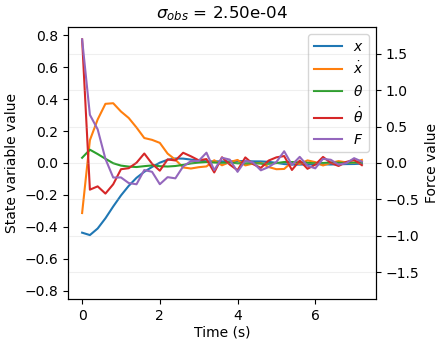 σ_obs = 2.50e-04
State variable value
0.8
0.6
0.4
0.2
0.0
−0.2
−0.4
−0.6
−0.8
x
ẋ
θ
θ̇
F
1.5
1.0
0.5
0.0
−0.5
−1.0
−1.5
Force value
0
2
4
6
Time (s)